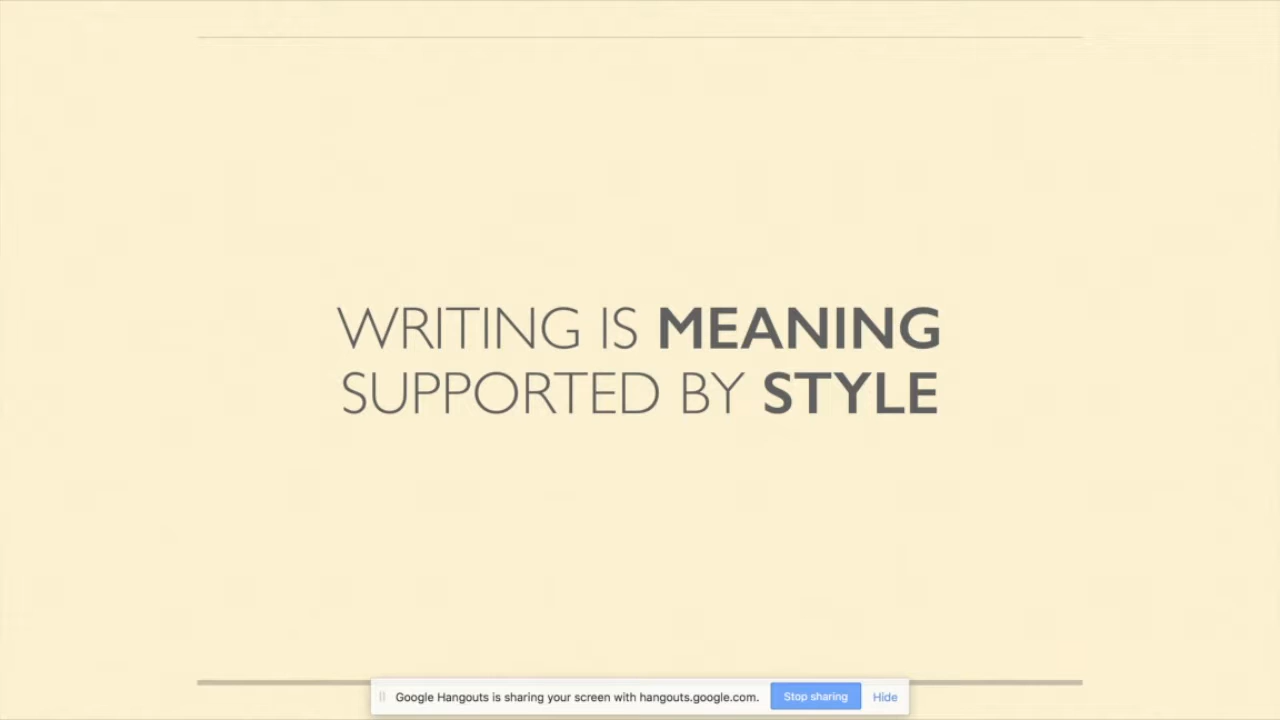 WRITING IS MEANING
SUPPORTED BY STYLE
Google Hangouts is sharing your screen with hangouts.google.com. Stop sharing Hide